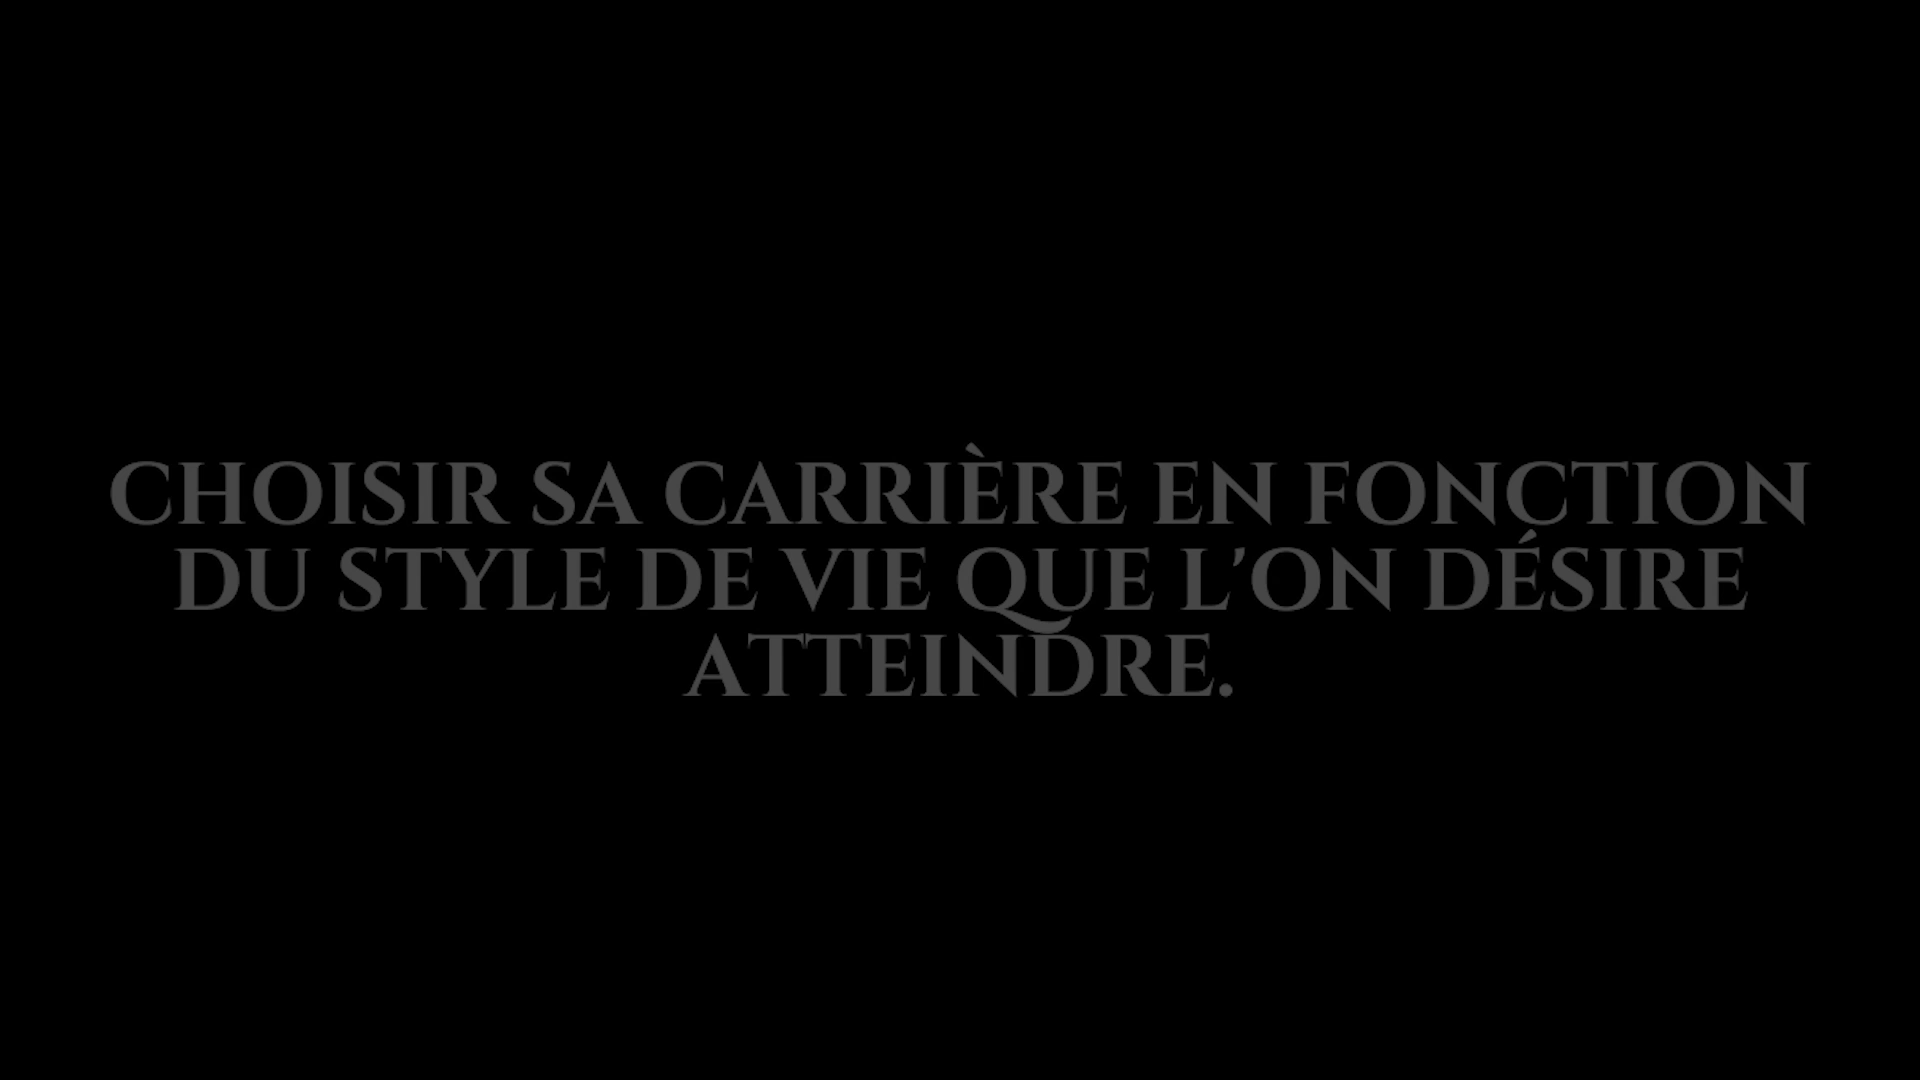 CHOISIR SA CARRIÈRE EN FONCTION
DU STYLE DE VIE QUE L'ON DÉSIRE
ATTEINDRE.